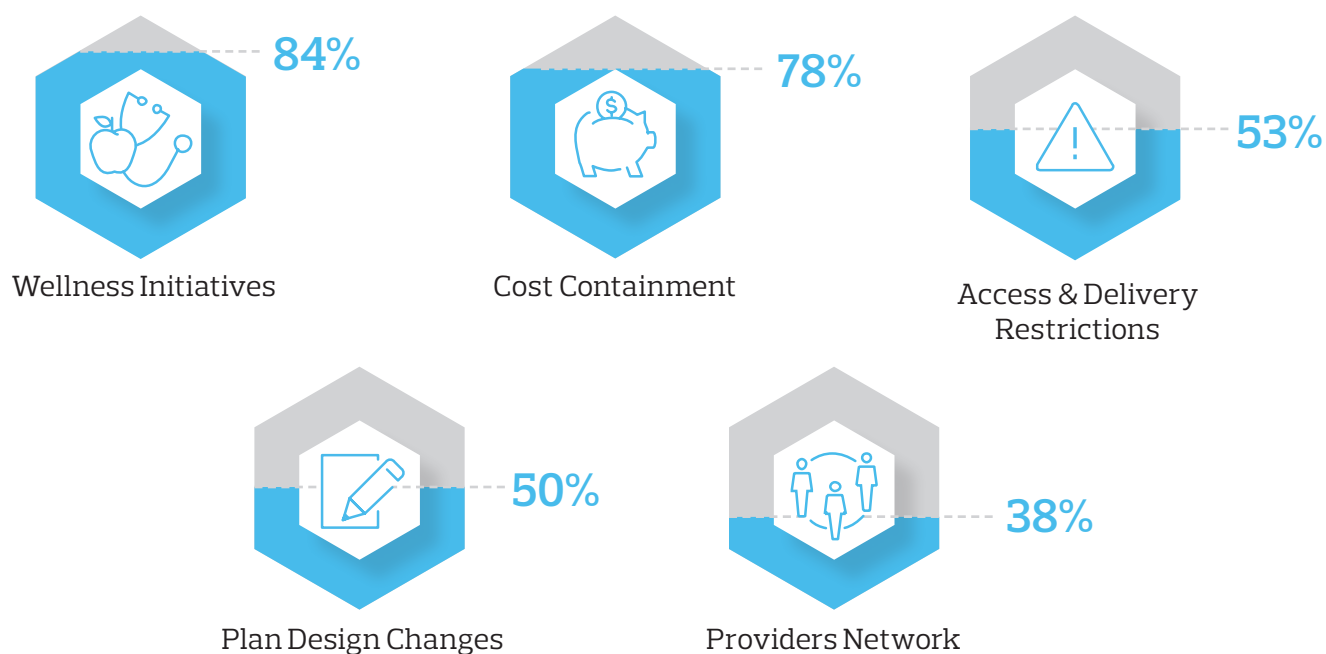 84%
Wellness Initiatives
$
78%
Cost Containment
!
53%
Access & Delivery
Restrictions
50%
Plan Design Changes
38%
Providers Network